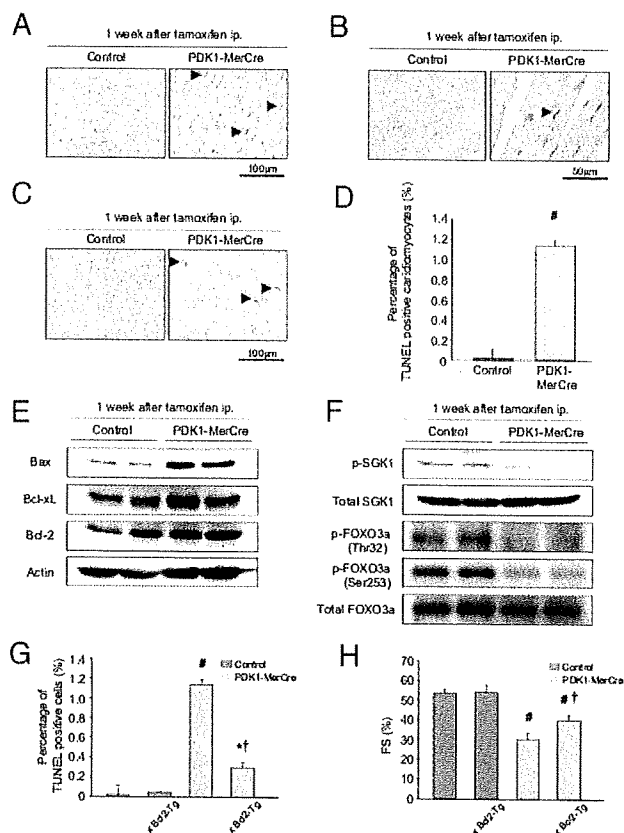 A
1 week after tamoxifen ip.
Control PDK1-MerCre
100μm
B
1 week after tamoxifen ip.
Control PDK1-MerCre
50μm
C
1 week after tamoxifen ip.
Control PDK1-MerCre
100μm
D
Percentage of
TUNEL positive caridiomyocytes (%)
1.4
1.2
1.0
0.8
0.6
0.4
0.2
0
#
Control PDK1-
MerCre
E
1 week after tamoxifen ip.
Control PDK1-MerCre
Bax
Bcl-xL
Bcl-2
Actin
F
1 week after tamoxifen ip.
Control PDK1-MerCre
p-SGK1
Total SGK1
p-FOXO3a
(Thr32)
p-FOXO3a
(Ser253)
Total FOXO3a
G
Percentage of
TUNEL positive cells (%)
1.4
1.2
1.0
0.8
0.6
0.4
0.2
0
Control
PDK1-MerCre
#
*†
x Bcl2-Tg
x Bcl2-Tg
H
FS (%)
70
60
50
40
30
20
10
0
Control
PDK1-MerCre
#
# †
x Bcl2-Tg
x Bcl2-Tg